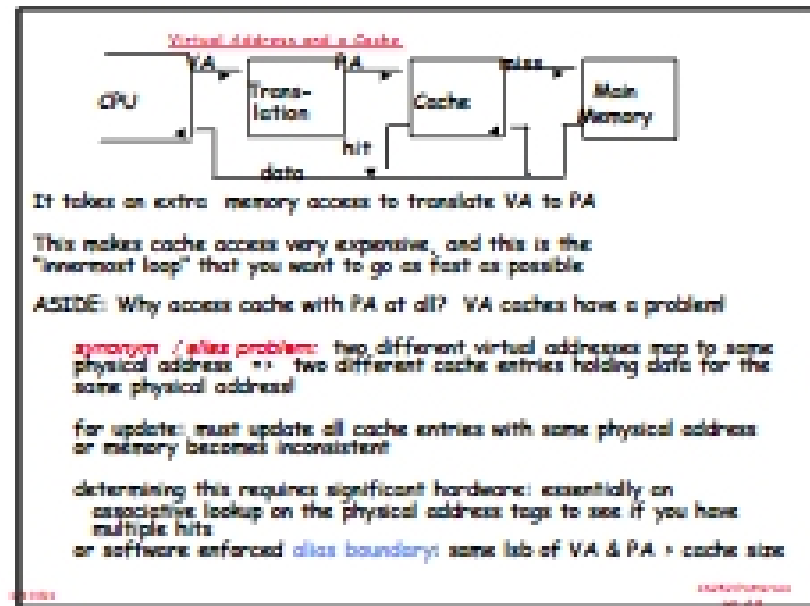 Virtual Address and a Cache
VA
PA
miss
CPU
Trans-
lation
Cache
Main
Memory
hit
data
It takes an extra memory access to translate VA to PA
This makes cache access very expensive, and this is the
"innermost loop" that you want to go as fast as possible
ASIDE: Why access cache with PA at all? VA caches have a problem!
synonym / alias problem: two different virtual addresses map to same
physical address => two different cache entries holding data for the
same physical address!
for update: must update all cache entries with same physical address
or memory becomes inconsistent
determining this requires significant hardware: essentially an
associative lookup on the physical address tags to see if you have
multiple hits
or software enforced alias boundary: same lsb of VA & PA > cache size